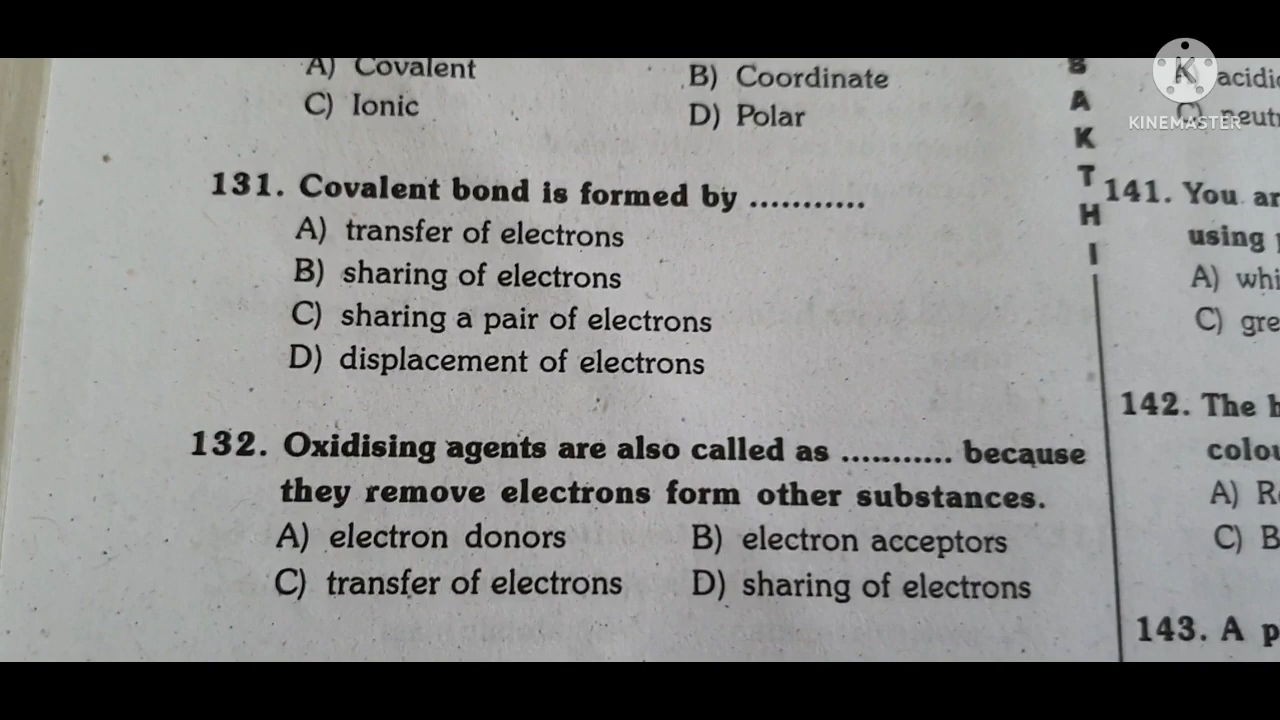 A) Covalent
B) Coordinate
C) Ionic
D) Polar
131. Covalent bond is formed by ...........
A) transfer of electrons
B) sharing of electrons
C) sharing a pair of electrons
D) displacement of electrons
132. Oxidising agents are also called as ........... because
they remove electrons form other substances.
A) electron donors
B) electron acceptors
C) transfer of electrons
D) sharing of electrons
S
A
K
T
H
I
K
KINEMASTER
141. You
using
A)
C)
142. The
A)
C) B
143. A